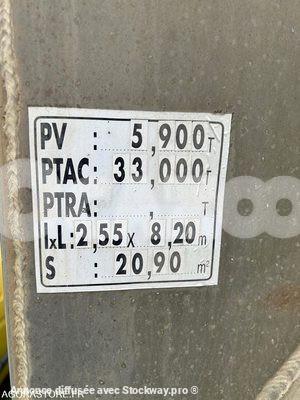 PV : 5,900T
PTAC: 33,000T
PTRA: , T
lxL:2,55 x 8,20 m
S : 20,90 m²
Annonce diffusée avec Stockway.pro ®
AGORASTORE.FR